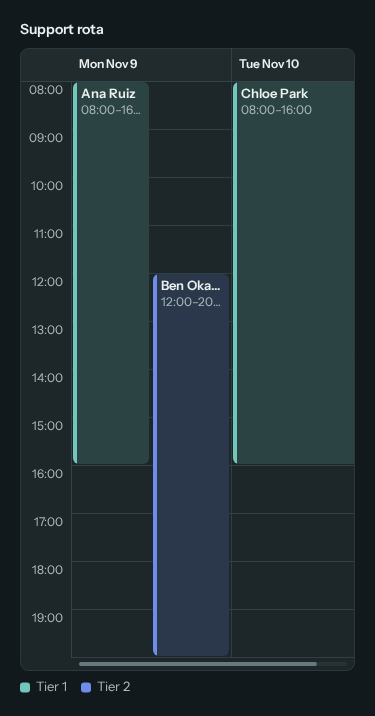 Support rota
Mon Nov 9
Tue Nov 10
08:00
09:00
10:00
11:00
12:00
13:00
14:00
15:00
16:00
17:00
18:00
19:00
Ana Ruiz
08:00–16...
Ben Oka...
12:00–20...
Chloe Park
08:00–16:00
Tier 1
Tier 2